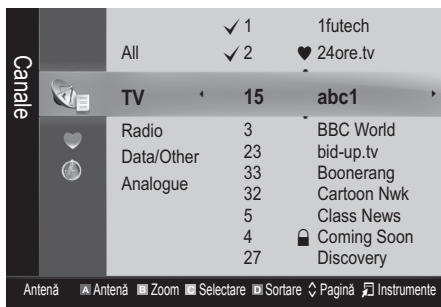 Canale
✓ 1 1futech
All ✓ 2 ♥ 24ore.tv
TV 15 abc1
Radio 3 BBC World
Data/Other 23 bid-up.tv
Analogue 33 Boonerang
32 Cartoon Nwk
5 Class News
4 Coming Soon
27 Discovery
Antenă A Antenă B Zoom C Selectare D Sortare Pagină Instrumente